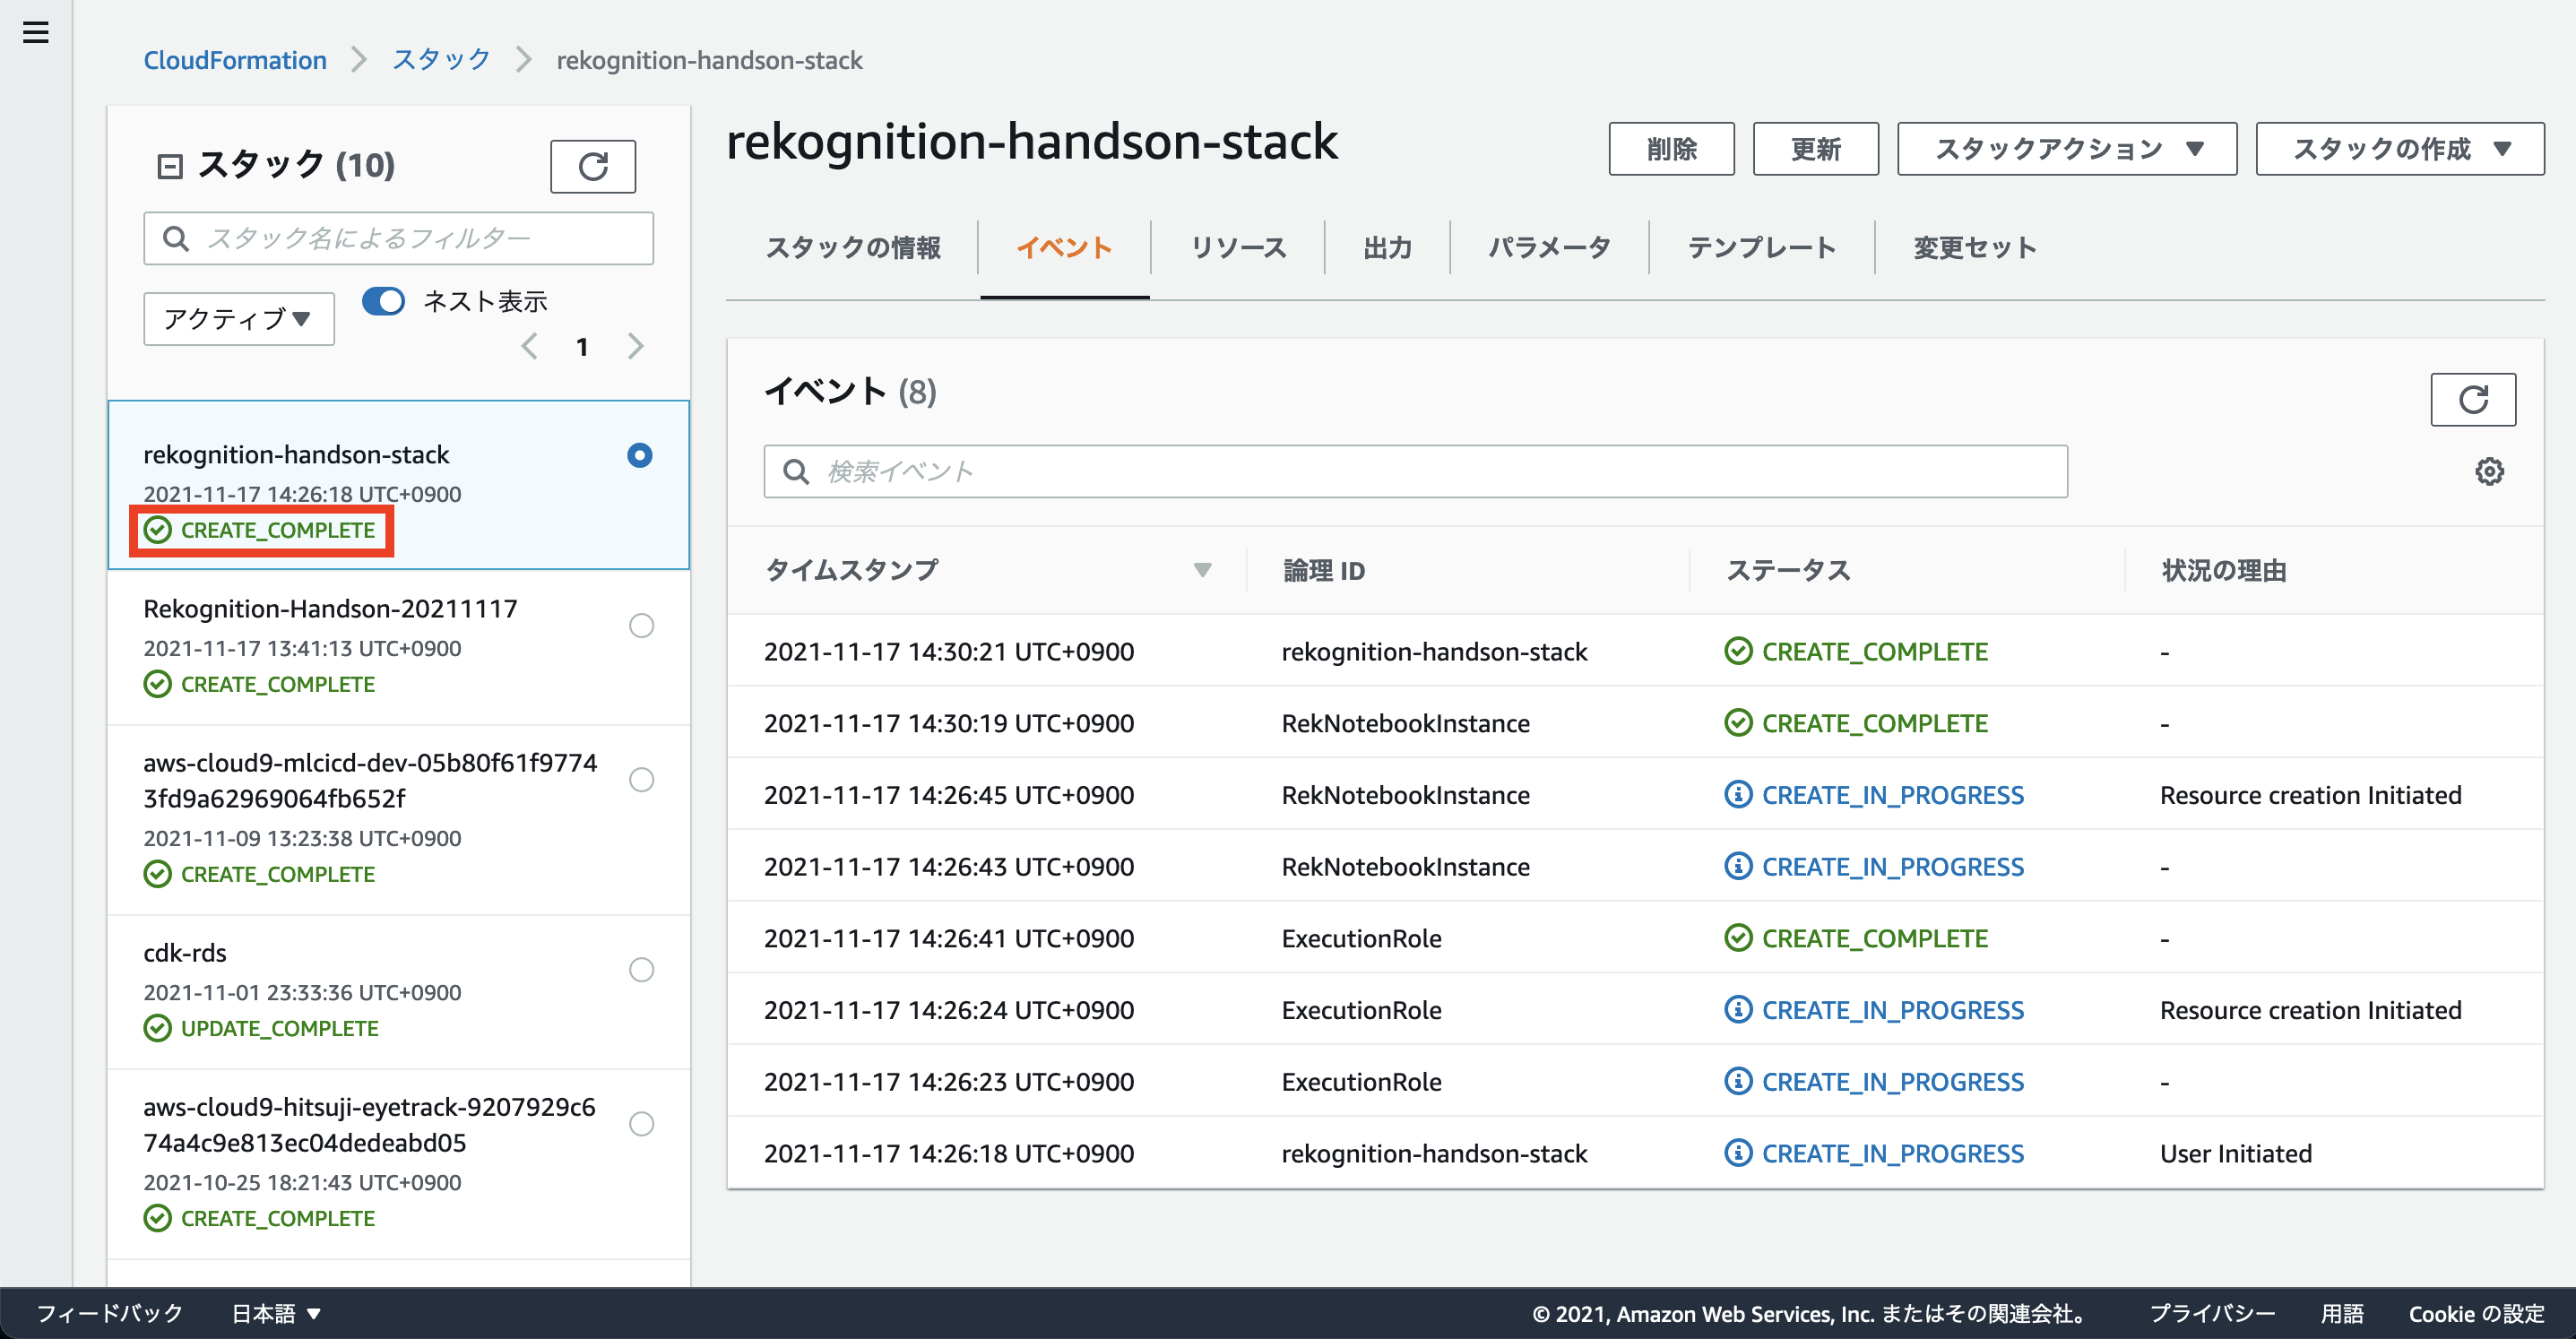 CloudFormation > スタック > rekognition-handson-stack
スタック (10)
スタック名によるフィルター
アクティブ▼
ネスト表示
1
rekognition-handson-stack
2021-11-17 14:26:18 UTC+0900
CREATE_COMPLETE
Rekognition-Handson-20211117
2021-11-17 13:41:13 UTC+0900
CREATE_COMPLETE
aws-cloud9-mlcicd-dev-05b80f61f9774
3fd9a62969064fb652f
2021-11-09 13:23:38 UTC+0900
CREATE_COMPLETE
cdk-rds
2021-11-01 23:33:36 UTC+0900
UPDATE_COMPLETE
aws-cloud9-hitsuji-eyetrack-9207929c6
74a4c9e813ec04dedeabd05
2021-10-25 18:21:43 UTC+0900
CREATE_COMPLETE
rekognition-handson-stack
削除 更新 スタックアクション ▼ スタックの作成 ▼
スタックの情報 イベント リソース 出力 パラメータ テンプレート 変更セット
イベント (8)
検索イベント
タイムスタンプ ▼ 論理 ID ステータス 状況の理由
2021-11-17 14:30:21 UTC+0900 rekognition-handson-stack CREATE_COMPLETE -
2021-11-17 14:30:19 UTC+0900 RekNotebookInstance CREATE_COMPLETE -
2021-11-17 14:26:45 UTC+0900 RekNotebookInstance CREATE_IN_PROGRESS Resource creation Initiated
2021-11-17 14:26:43 UTC+0900 RekNotebookInstance CREATE_IN_PROGRESS -
2021-11-17 14:26:41 UTC+0900 ExecutionRole CREATE_COMPLETE -
2021-11-17 14:26:24 UTC+0900 ExecutionRole CREATE_IN_PROGRESS Resource creation Initiated
2021-11-17 14:26:23 UTC+0900 ExecutionRole CREATE_IN_PROGRESS -
2021-11-17 14:26:18 UTC+0900 rekognition-handson-stack CREATE_IN_PROGRESS User Initiated
フィードバック 日本語 ▼ © 2021, Amazon Web Services, Inc. またはその関連会社。 プライバシー 用語 Cookie の設定